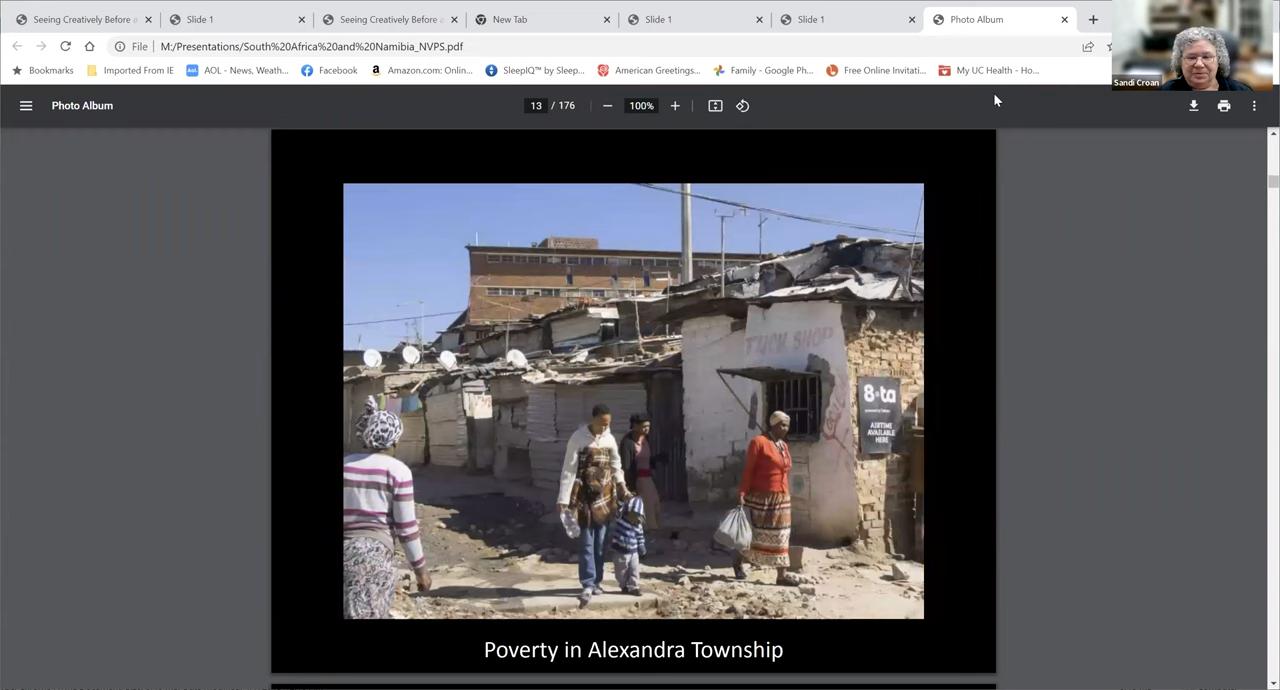 Seeing Creatively Before a
Slide 1
Seeing Creatively Before a
New Tab
Slide 1
Slide 1
Photo Album
File
M:/Presentations/South%20Africa%20and%20Namibia_NVPS.pdf
Bookmarks
Imported From IE
AOL - News, Weath...
Facebook
Amazon.com: Onlin...
SleepIQ™ by Sleep...
American Greetings...
Family - Google Ph...
Free Online Invitati...
My UC Health - Ho...
Sandi Croan
Photo Album
13 / 176
100%
TUCK SHOP
8·ta
AIRTIME
AVAILABLE
HERE
Poverty in Alexandra Township